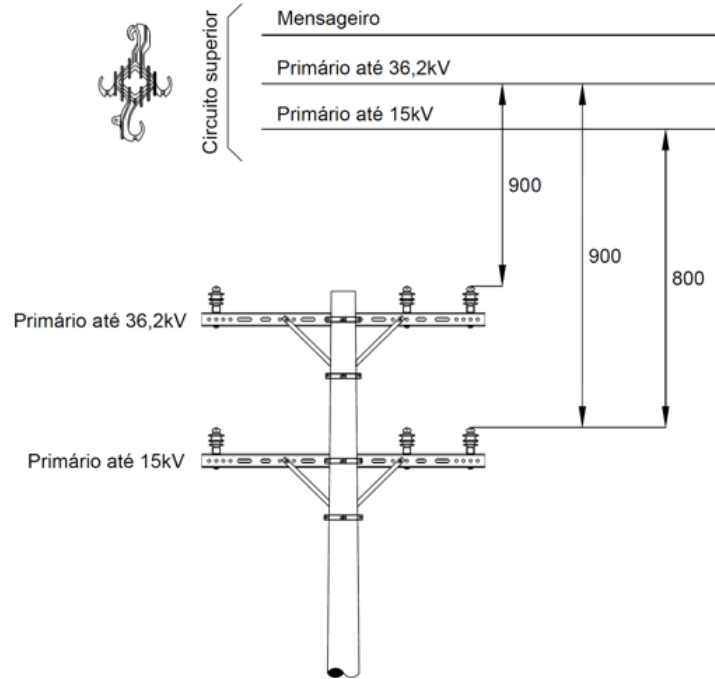 Circuito superior
Mensageiro
Primário até 36,2kV
Primário até 15kV
900
900
800
Primário até 36,2kV
Primário até 15kV